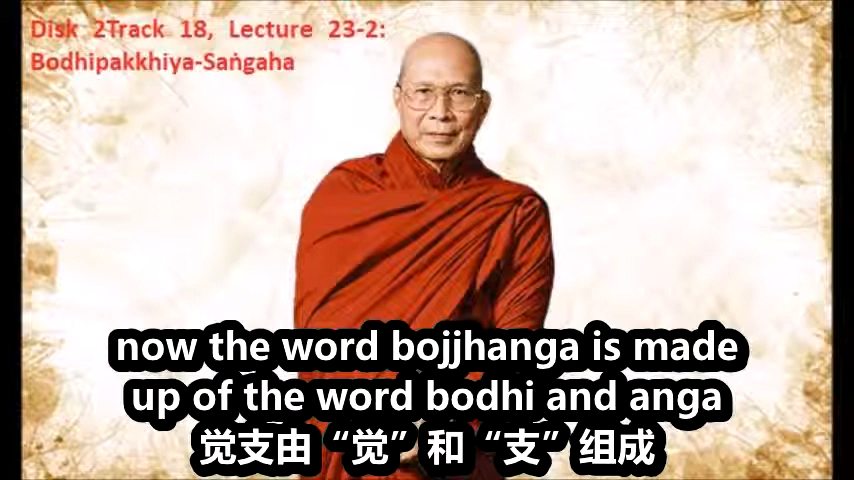 Disk 2Track 18, Lecture 23-2:
Bodhipakkhiya-Saṅgaha
now the word bojjhanga is made
up of the word bodhi and anga
觉支由“觉”和“支”组成